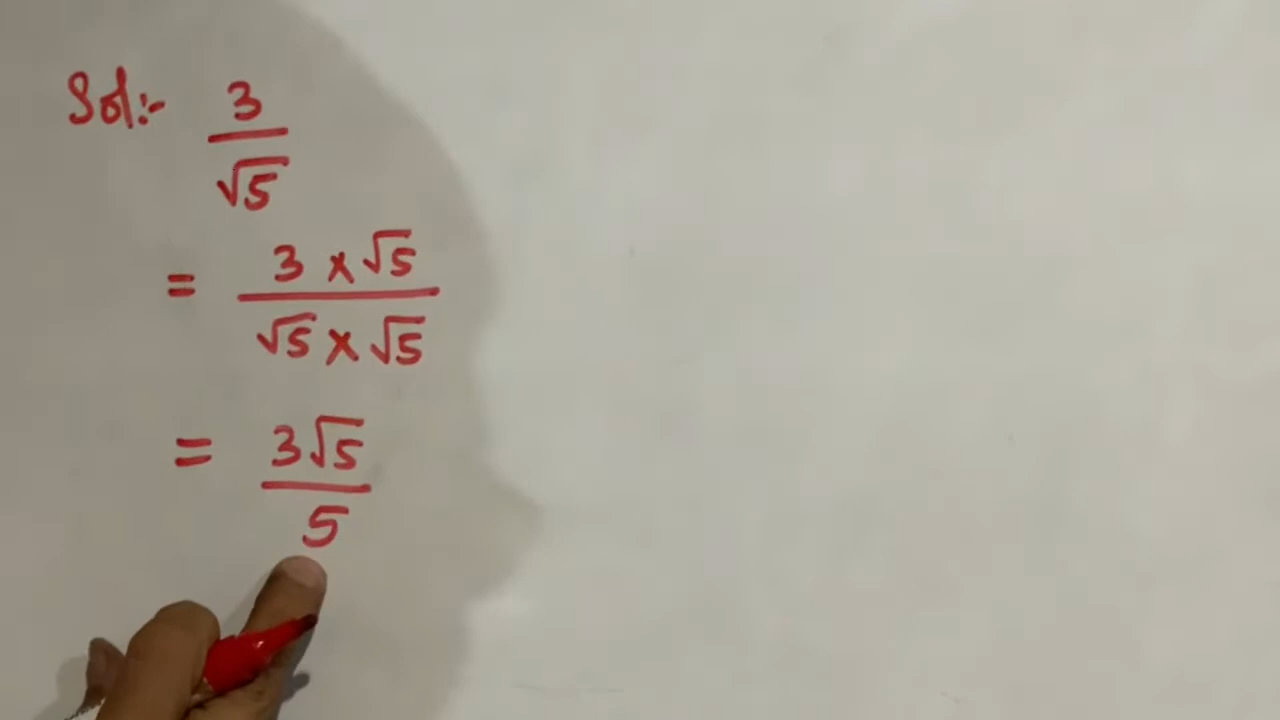 Sol:- 3/√5
= 3 × √5 / √5 × √5
= 3√5 / 5